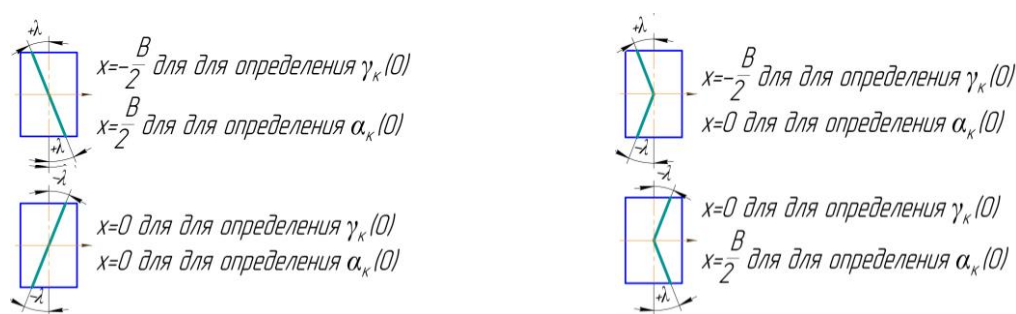 +λ
x=-B/2 для для определения γк(0)
x=B/2 для для определения αк(0)
+λ
-λ
x=0 для для определения γк(0)
x=0 для для определения αк(0)
-λ
+λ
x=-B/2 для для определения γк(0)
x=0 для для определения αк(0)
-λ
-λ
x=0 для для определения γк(0)
x=B/2 для для определения αк(0)
+λ